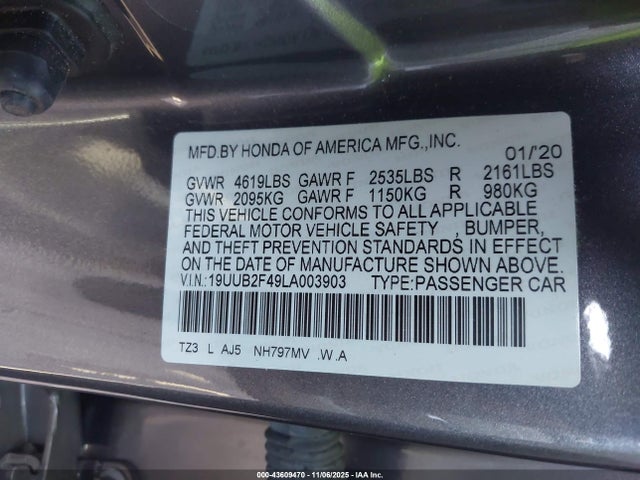 MFD.BY HONDA OF AMERICA MFG.,INC. 01/'20
GVWR 4619LBS GAWR F 2535LBS R 2161LBS
GVWR 2095KG GAWR F 1150KG R 980KG
THIS VEHICLE CONFORMS TO ALL APPLICABLE
FEDERAL MOTOR VEHICLE SAFETY , BUMPER,
AND THEFT PREVENTION STANDARDS IN EFFECT
ON THE DATE OF MANUFACTURE SHOWN ABOVE.
V.I.N.:19UUB2F49LA003903 TYPE:PASSENGER CAR
TZ3 L AJ5 NH797MV .W.A
000-43609470 | 11/06/2025 | IAA Inc.